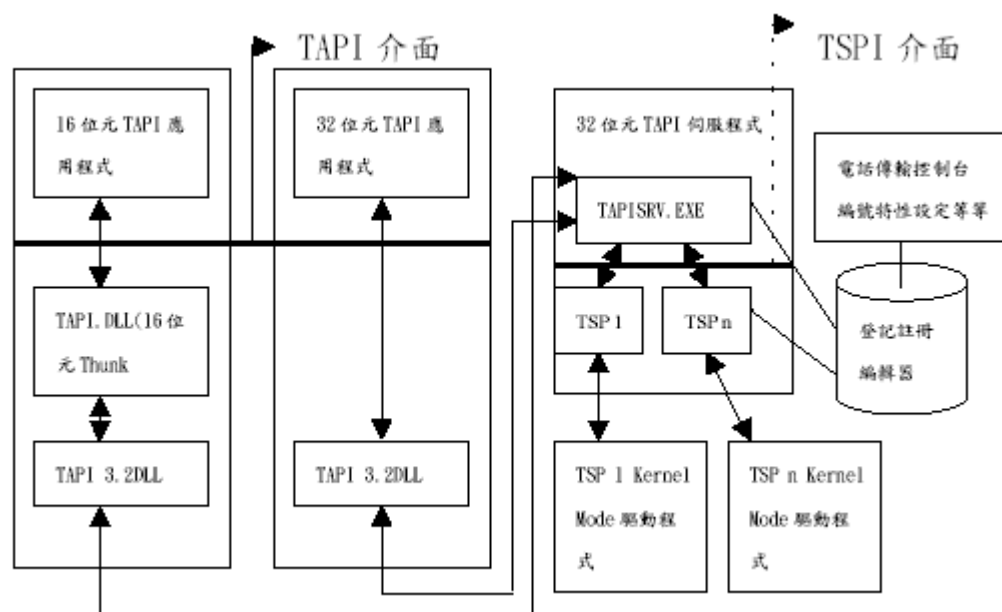 TAPI 介面
TSPI 介面
16 位元 TAPI 應
用程式
32 位元 TAPI 應
用程式
32 位元 TAPI 伺服程式
電話傳輸控制台
編號特性設定等等
TAPISRV.EXE
TAPI.DLL(16 位
元 Thunk
TSP 1
TSP n
登記註冊
編輯器
TAPI 3.2DLL
TAPI 3.2DLL
TSP 1 Kernel
Mode 驅動程
式
TSP n Kernel
Mode 驅動程
式